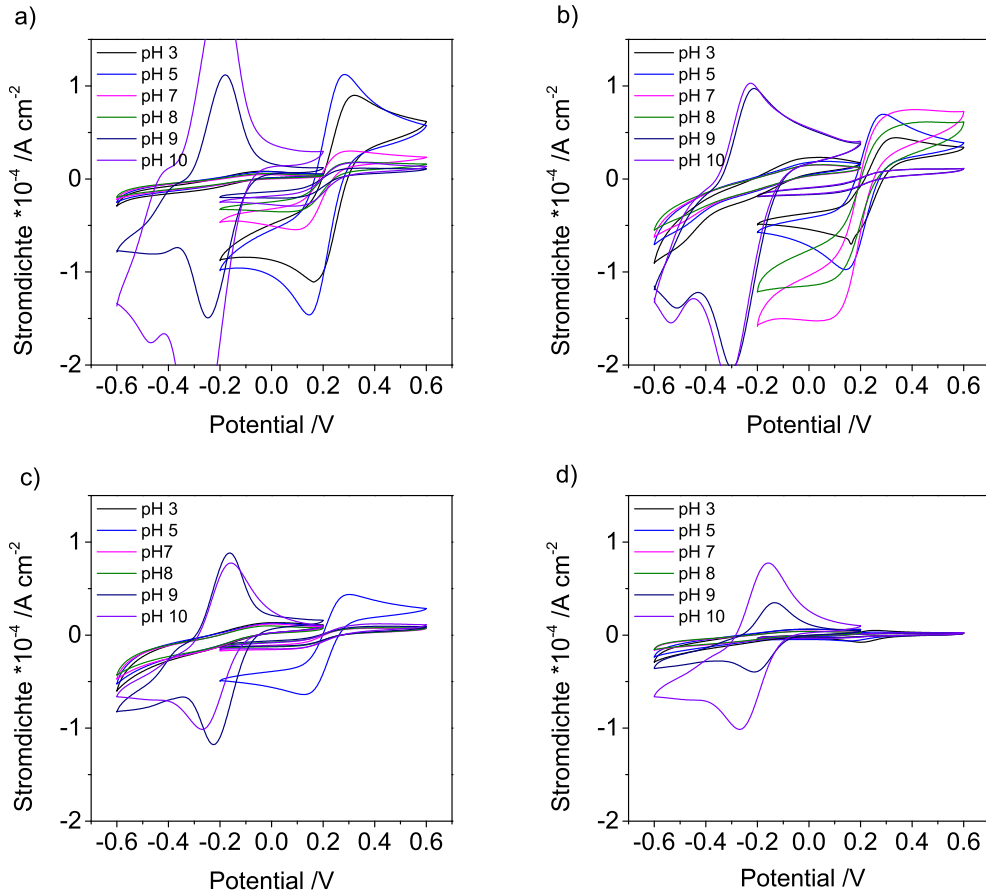 a)
pH 3
pH 5
pH 7
pH 8
pH 9
pH 10
1
0
-1
-2
-0.6 -0.4 -0.2 0.0 0.2 0.4 0.6
Stromdichte *10⁻⁴ /A cm⁻²
Potential /V
b)
pH 3
pH 5
pH 7
pH 8
pH 9
pH 10
1
0
-1
-2
-0.6 -0.4 -0.2 0.0 0.2 0.4 0.6
Stromdichte *10⁻⁴ /A cm⁻²
Potential /V
c)
pH 3
pH 5
pH7
pH8
pH 9
pH 10
1
0
-1
-2
-0.6 -0.4 -0.2 0.0 0.2 0.4 0.6
Stromdichte *10⁻⁴ /A cm⁻²
Potential /V
d)
pH 3
pH 5
pH 7
pH 8
pH 9
pH 10
1
0
-1
-2
-0.6 -0.4 -0.2 0.0 0.2 0.4 0.6
Stromdichte *10⁻⁴ /A cm⁻²
Potential /V